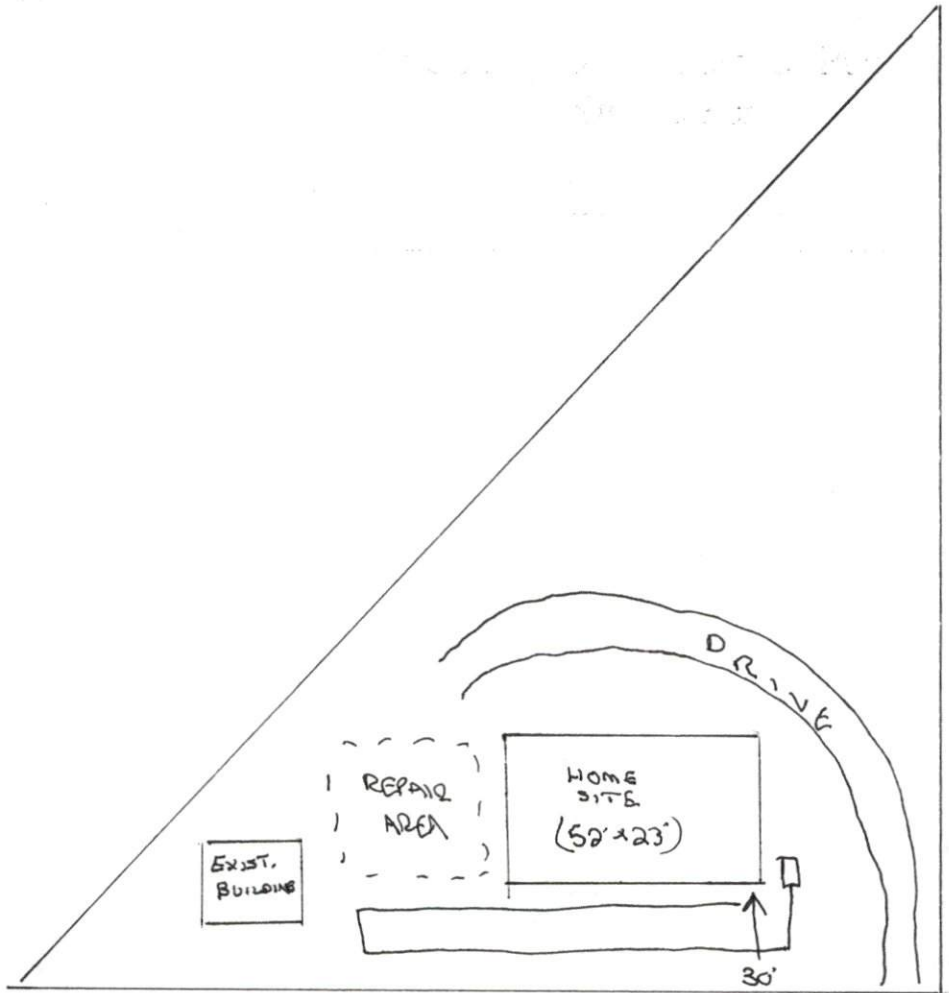 DRIVE
HOME
SITE
(52'x23')
REPAIR
AREA
EXIST.
BUILDING
30'